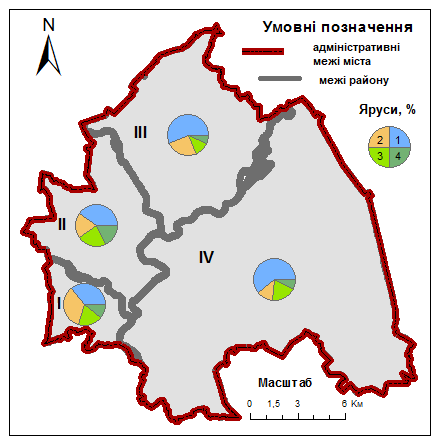 N
Умовні позначення
адміністративні
межі міста
межі району
Яруси, %
2 1
3 4
III
II
IV
I
Масштаб
0 1,5 3 6 Км